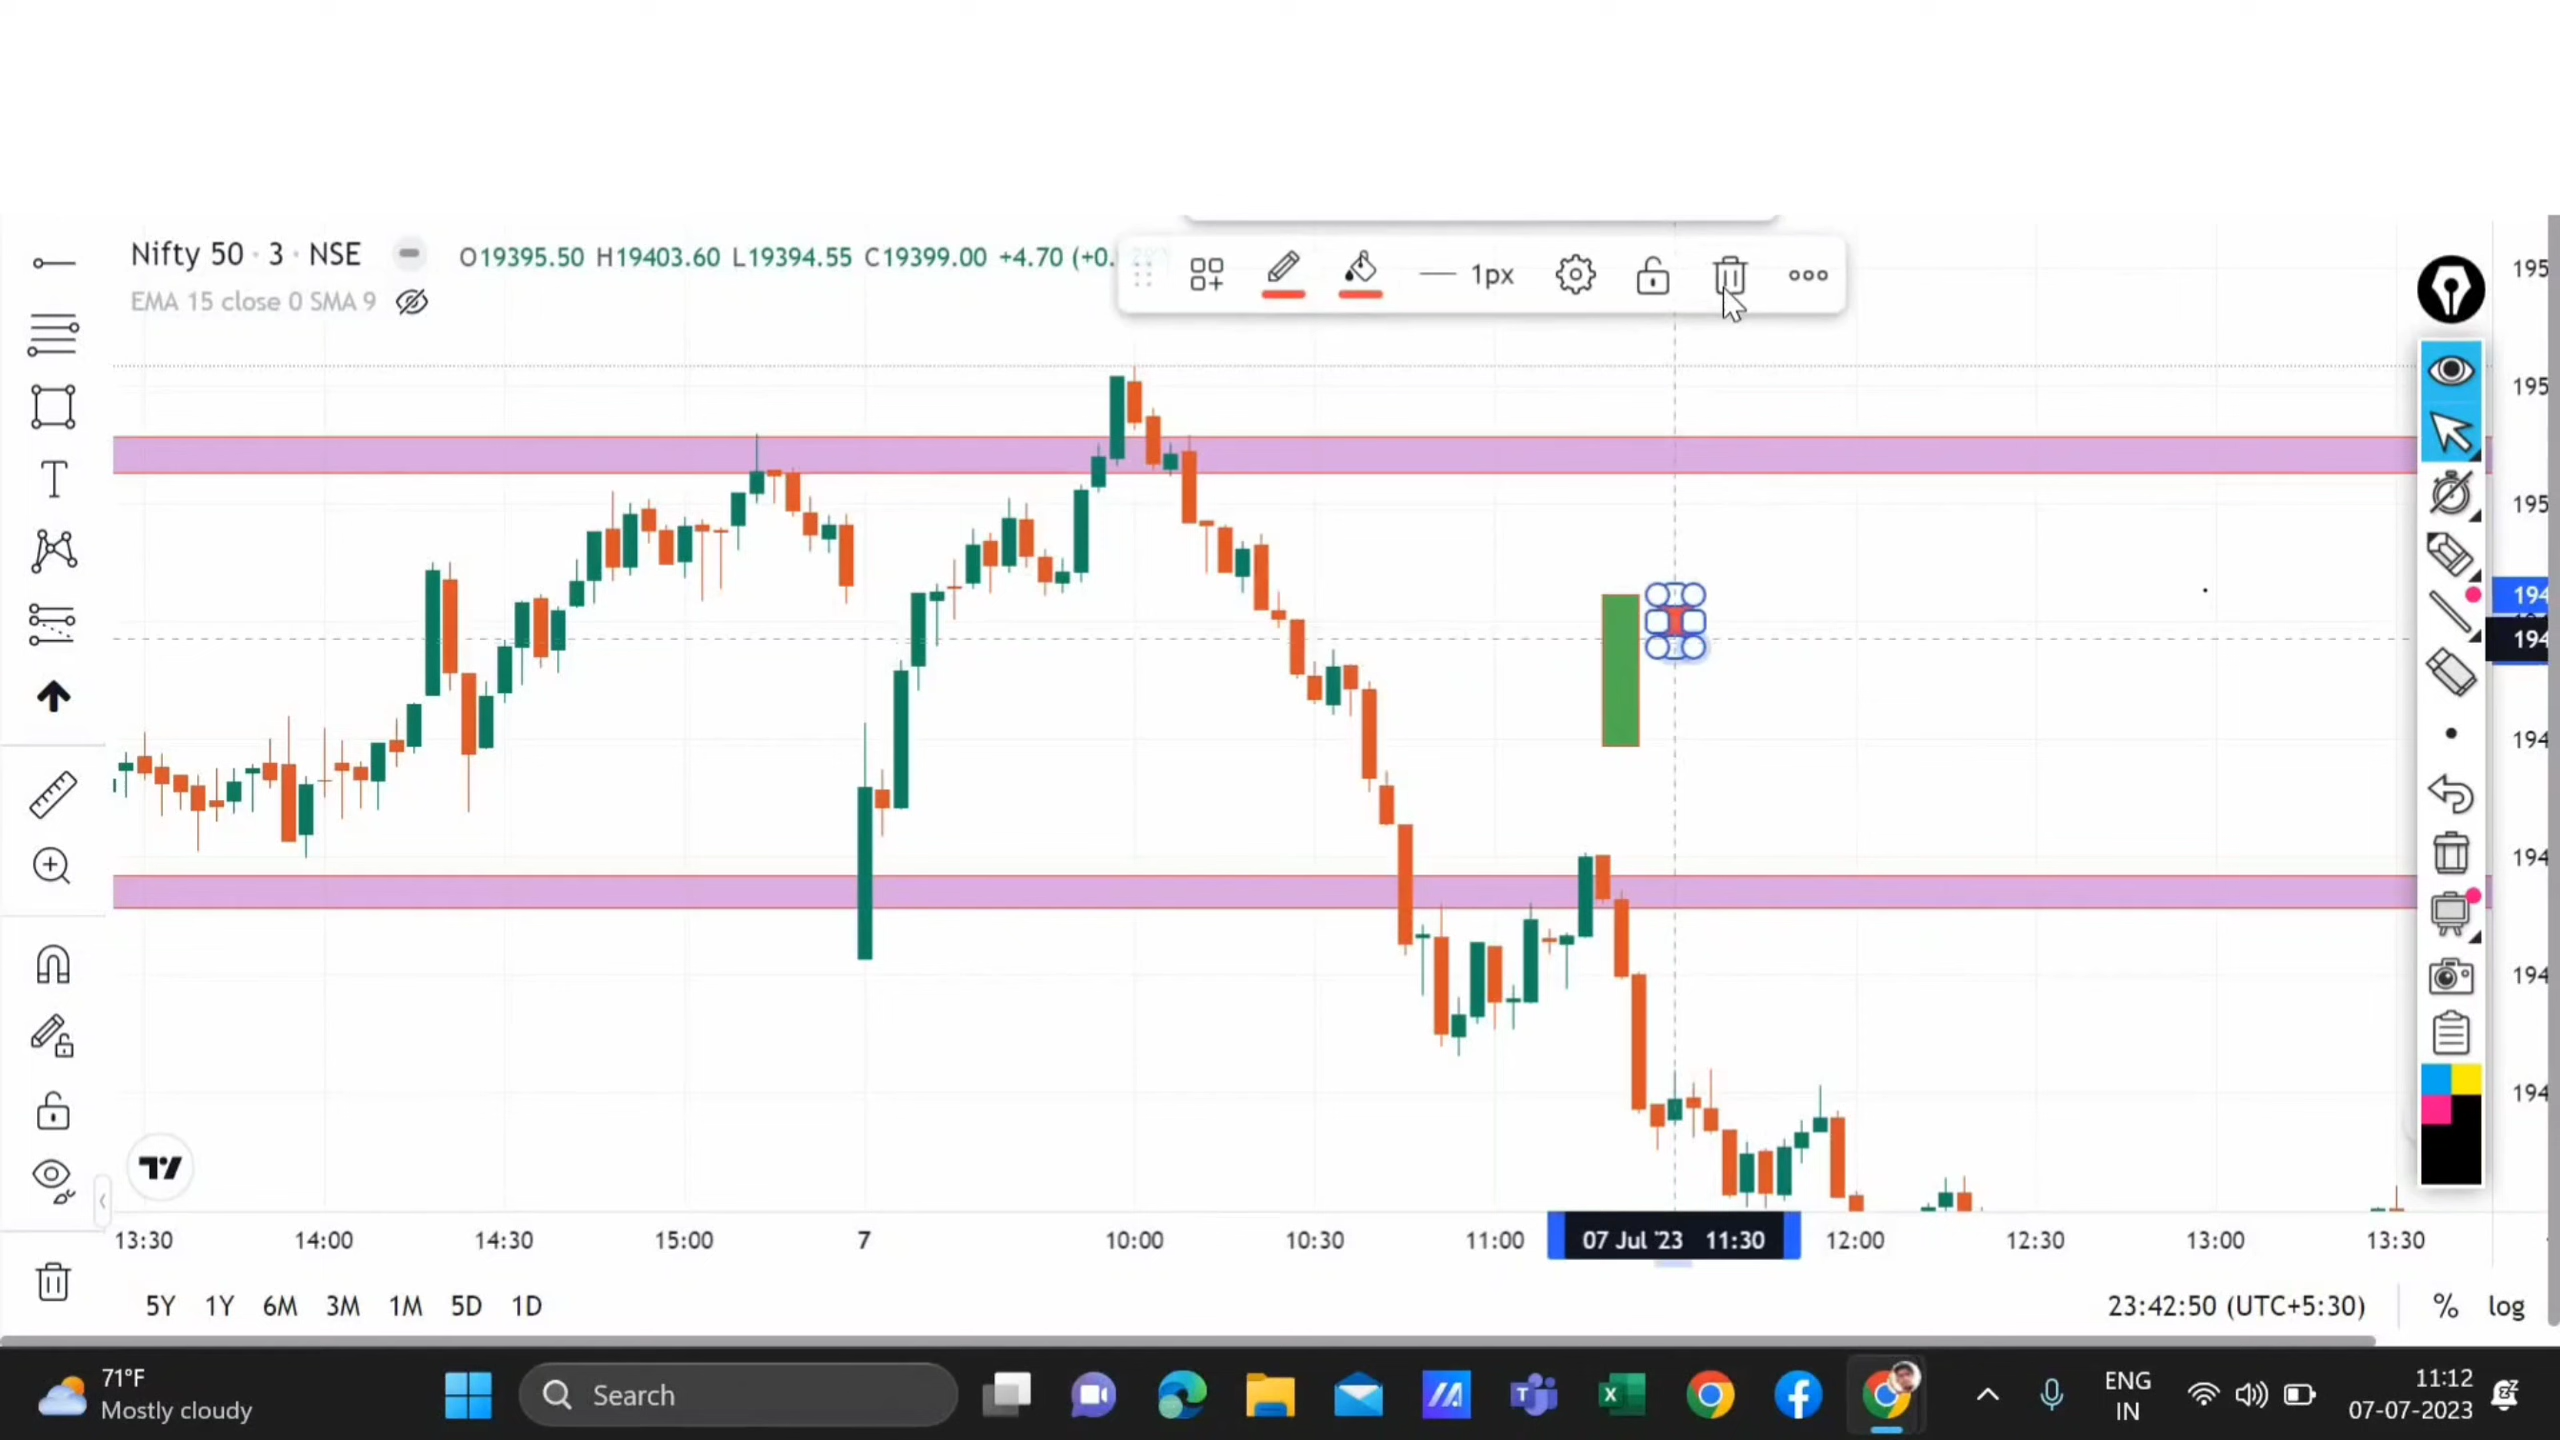 Nifty 50 · 3 · NSE
O19395.50 H19403.60 L19394.55 C19399.00 +4.70 (+0.
1px
EMA 15 close 0 SMA 9
T
195
195
195
194
194
194
194
194
194
13:30 14:00 14:30 15:00 7 10:00 10:30 11:00 07 Jul '23 11:30 12:00 12:30 13:00 13:30
5Y 1Y 6M 3M 1M 5D 1D
23:42:50 (UTC+5:30) % log
71°F
Mostly cloudy
Search
ENG
IN
11:12
07-07-2023